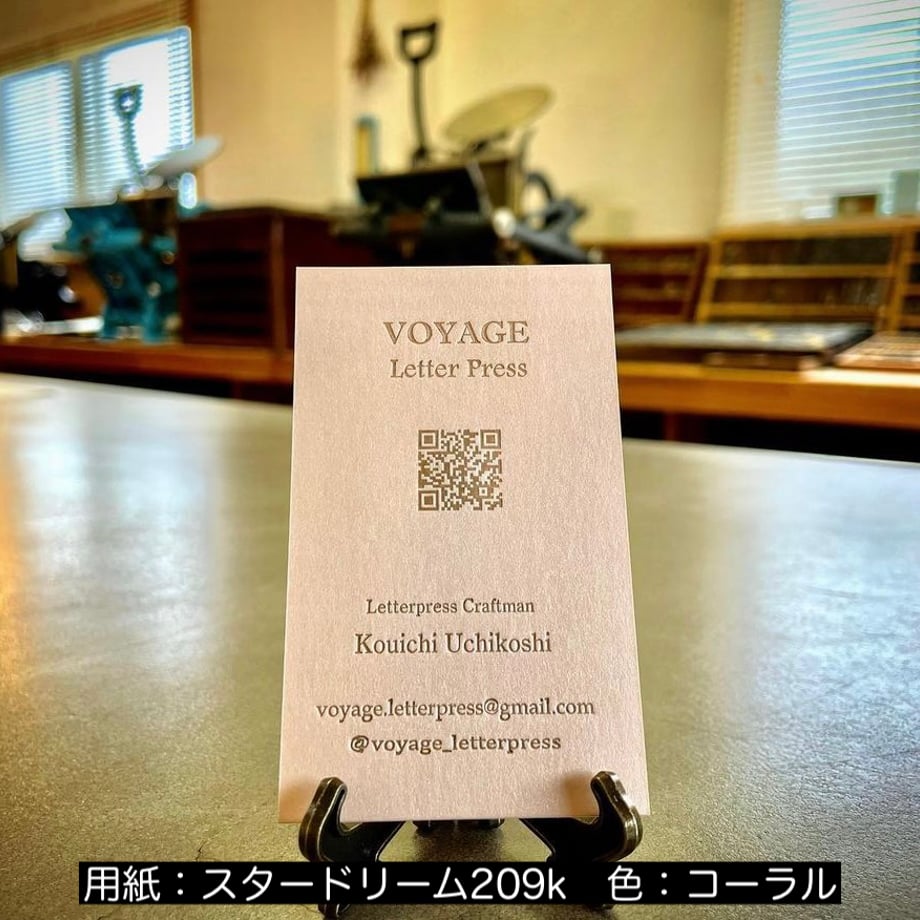 VOYAGE
Letter Press
Letterpress Craftman
Kouichi Uchikoshi
voyage.letterpress@gmail.com
@voyage_letterpress
用紙：スタードリーム209k　色：コーラル